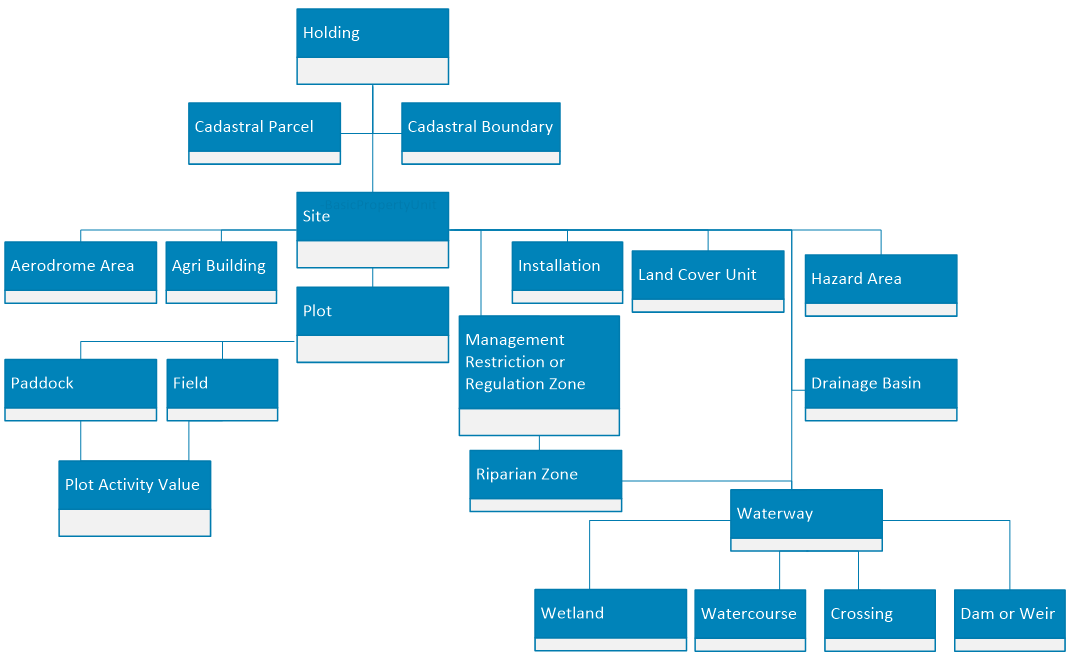 Holding
Cadastral Parcel
Cadastral Boundary
Site
Aerodrome Area
Agri Building
Installation
Land Cover Unit
Hazard Area
Plot
Management
Restriction or
Regulation Zone
Paddock
Field
Drainage Basin
Plot Activity Value
Riparian Zone
Waterway
Wetland
Watercourse
Crossing
Dam or Weir